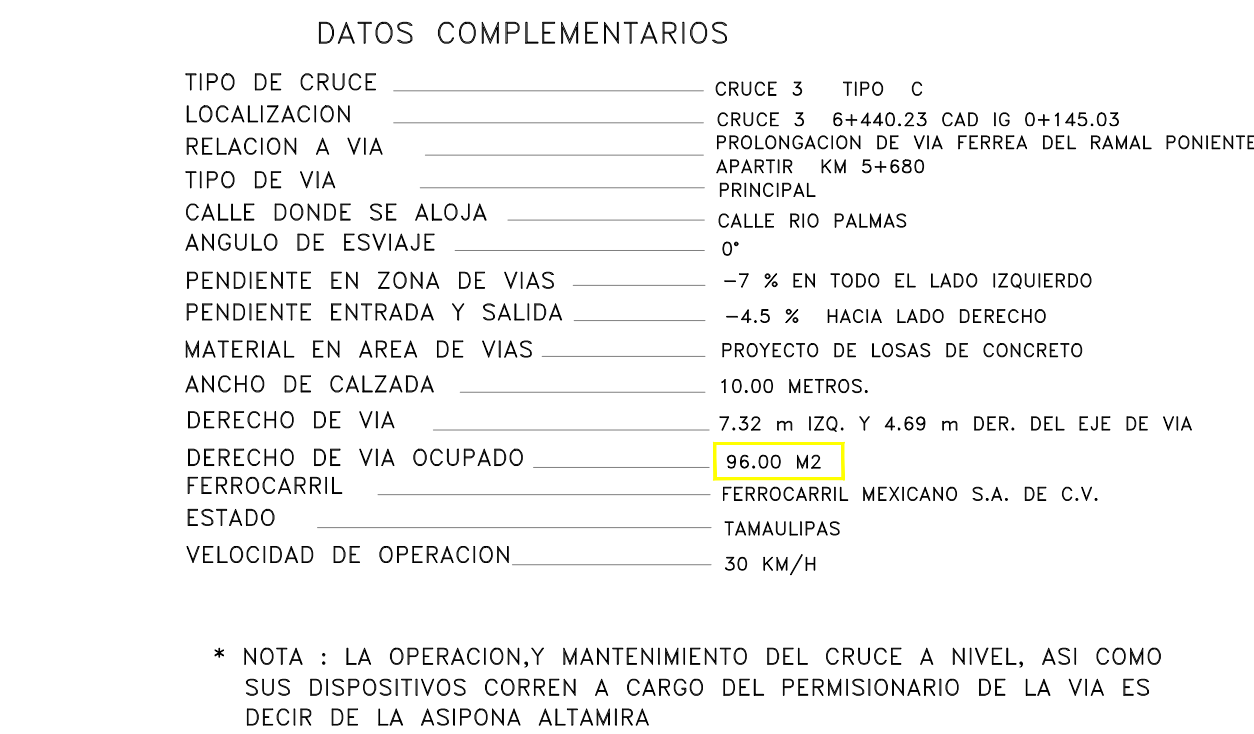 DATOS COMPLEMENTARIOS
TIPO DE CRUCE CRUCE 3 TIPO C
LOCALIZACION CRUCE 3 6+440.23 CAD IG 0+145.03
RELACION A VIA PROLONGACION DE VIA FERREA DEL RAMAL PONIENTE
APARTIR KM 5+680
TIPO DE VIA PRINCIPAL
CALLE DONDE SE ALOJA CALLE RIO PALMAS
ANGULO DE ESVIAJE 0°
PENDIENTE EN ZONA DE VIAS -7 % EN TODO EL LADO IZQUIERDO
PENDIENTE ENTRADA Y SALIDA -4.5 % HACIA LADO DERECHO
MATERIAL EN AREA DE VIAS PROYECTO DE LOSAS DE CONCRETO
ANCHO DE CALZADA 10.00 METROS.
DERECHO DE VIA 7.32 m IZQ. Y 4.69 m DER. DEL EJE DE VIA
DERECHO DE VIA OCUPADO 96.00 M2
FERROCARRIL FERROCARRIL MEXICANO S.A. DE C.V.
ESTADO TAMAULIPAS
VELOCIDAD DE OPERACION 30 KM/H
* NOTA : LA OPERACION,Y MANTENIMIENTO DEL CRUCE A NIVEL, ASI COMO
SUS DISPOSITIVOS CORREN A CARGO DEL PERMISIONARIO DE LA VIA ES
DECIR DE LA ASIPONA ALTAMIRA